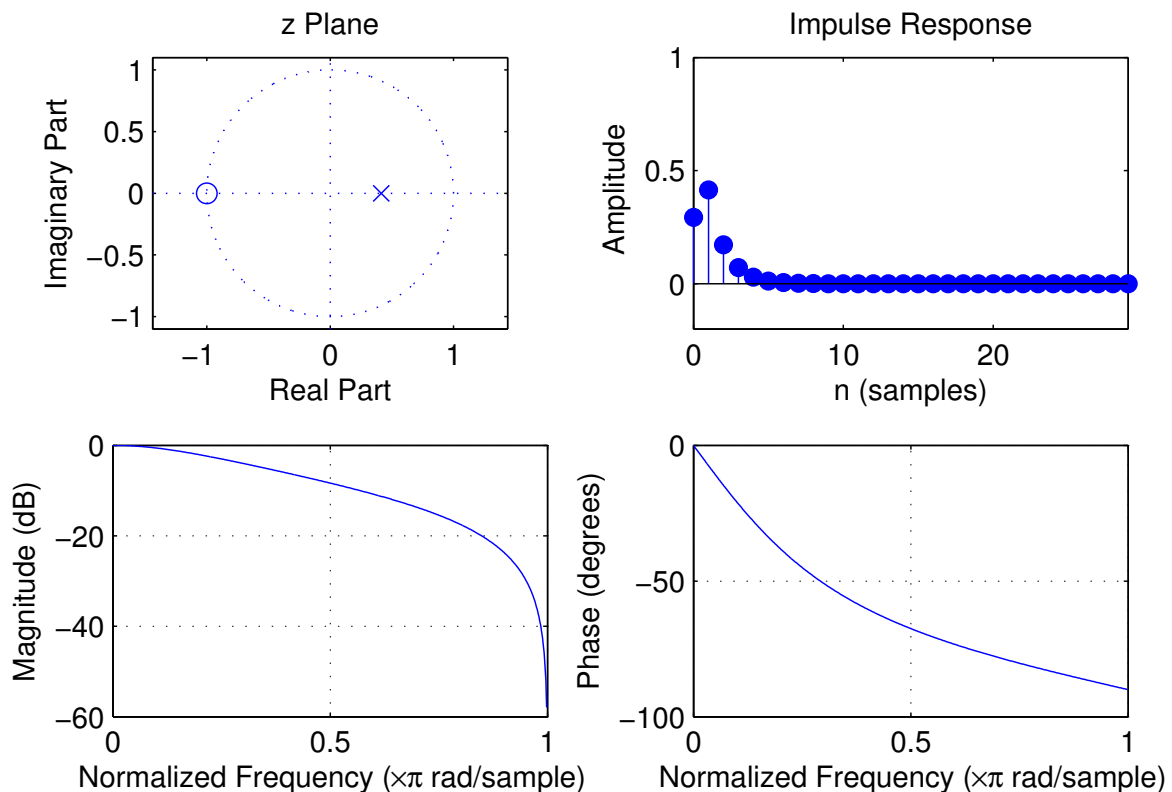 z Plane
Imaginary Part
1
0.5
0
−0.5
−1
−1 0 1
Real Part
Impulse Response
Amplitude
1
0.5
0
0 10 20
n (samples)
Magnitude (dB)
0
−20
−40
−60
0 0.5 1
Normalized Frequency (×π rad/sample)
Phase (degrees)
0
−50
−100
0 0.5 1
Normalized Frequency (×π rad/sample)